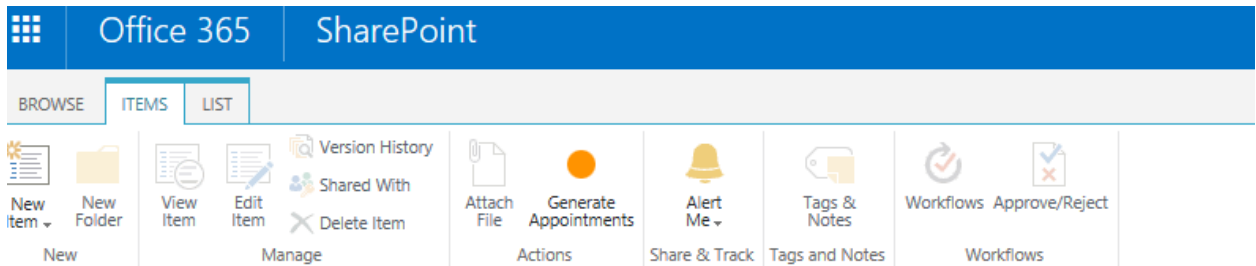 Office 365 SharePoint
BROWSE ITEMS LIST
New Item
New Folder
New
View Item
Edit Item
Version History
Shared With
Delete Item
Manage
Attach File
Generate Appointments
Actions
Alert Me
Share & Track
Tags & Notes
Tags and Notes
Workflows
Approve/Reject
Workflows